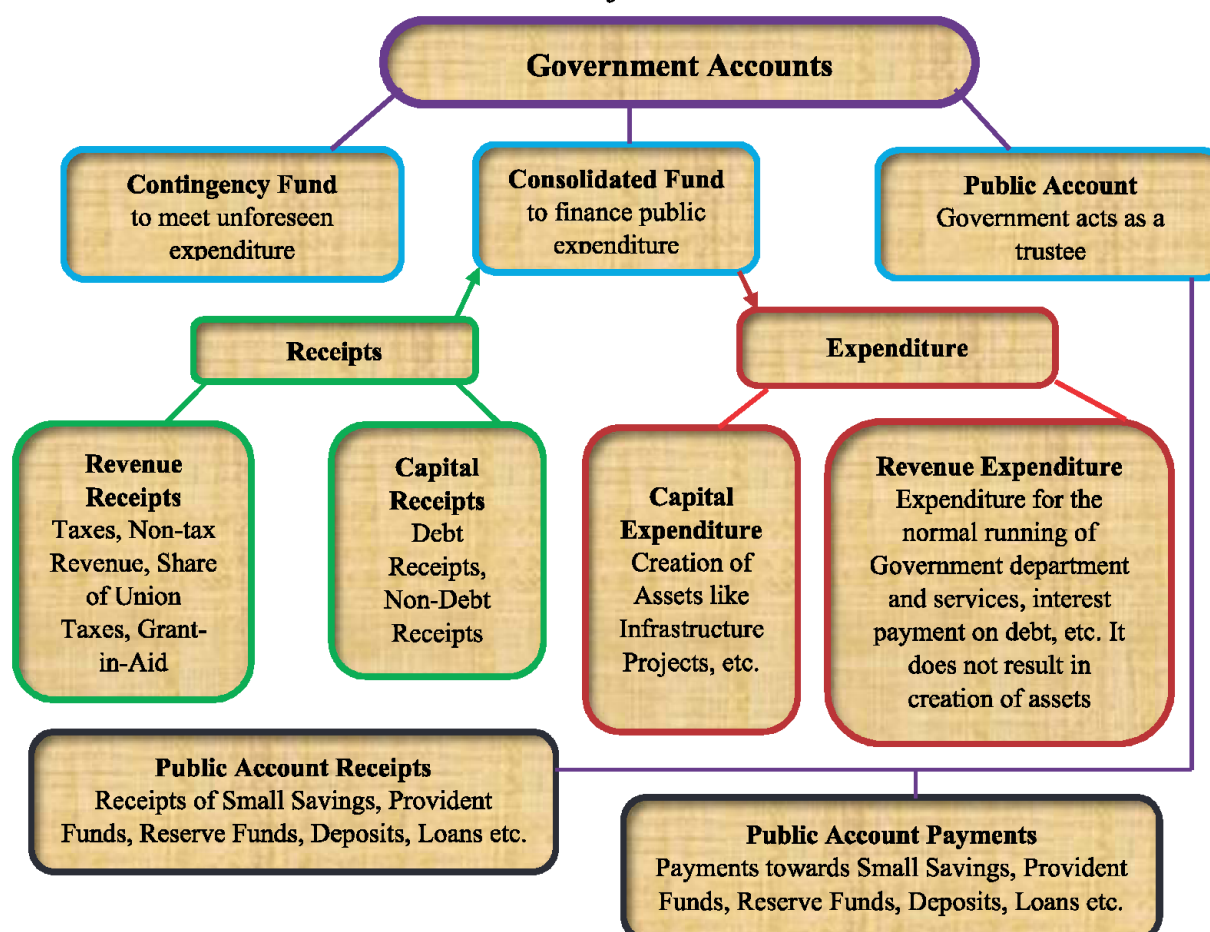 Government Accounts
Contingency Fund
to meet unforeseen
expenditure
Consolidated Fund
to finance public
expenditure
Public Account
Government acts as a
trustee
Receipts
Expenditure
Revenue
Receipts
Taxes, Non-tax
Revenue, Share
of Union
Taxes, Grant-
in-Aid
Capital
Receipts
Debt
Receipts,
Non-Debt
Receipts
Capital
Expenditure
Creation of
Assets like
Infrastructure
Projects, etc.
Revenue Expenditure
Expenditure for the
normal running of
Government department
and services, interest
payment on debt, etc. It
does not result in
creation of assets
Public Account Receipts
Receipts of Small Savings, Provident
Funds, Reserve Funds, Deposits, Loans etc.
Public Account Payments
Payments towards Small Savings, Provident
Funds, Reserve Funds, Deposits, Loans etc.